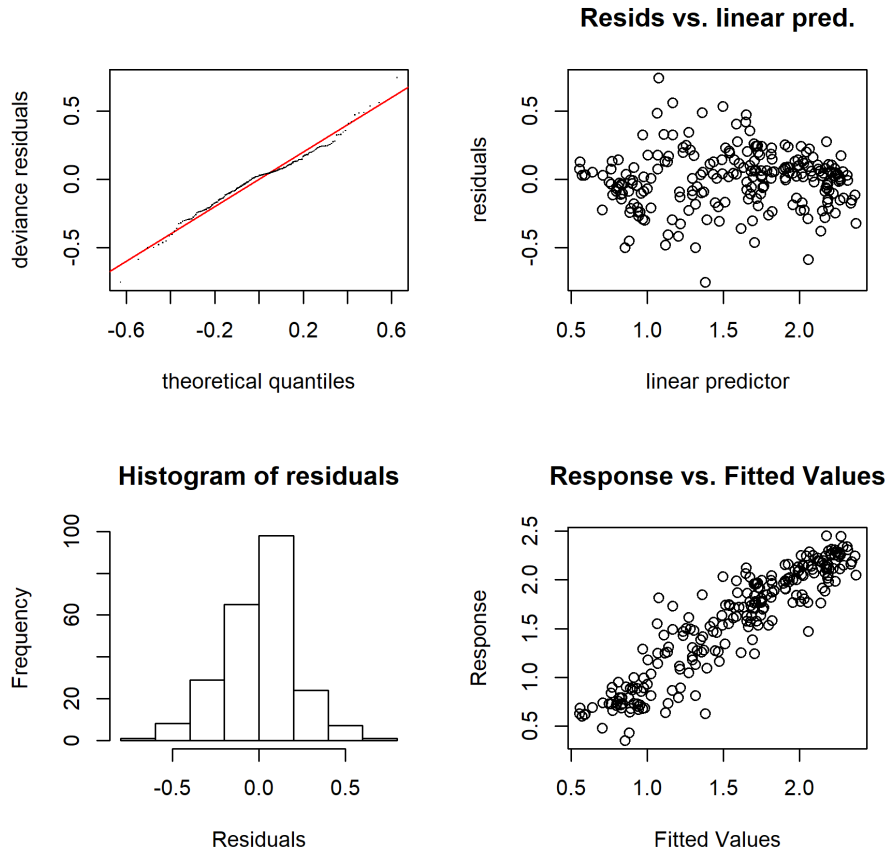 deviance residuals
0.5
0.0
-0.5
-0.6 -0.2 0.2 0.6
theoretical quantiles
Resids vs. linear pred.
residuals
0.5
0.0
-0.5
0.5 1.0 1.5 2.0
linear predictor
Histogram of residuals
Frequency
100
60
20
0
-0.5 0.0 0.5
Residuals
Response vs. Fitted Values
Response
2.5
2.0
1.5
1.0
0.5
0.5 1.0 1.5 2.0
Fitted Values